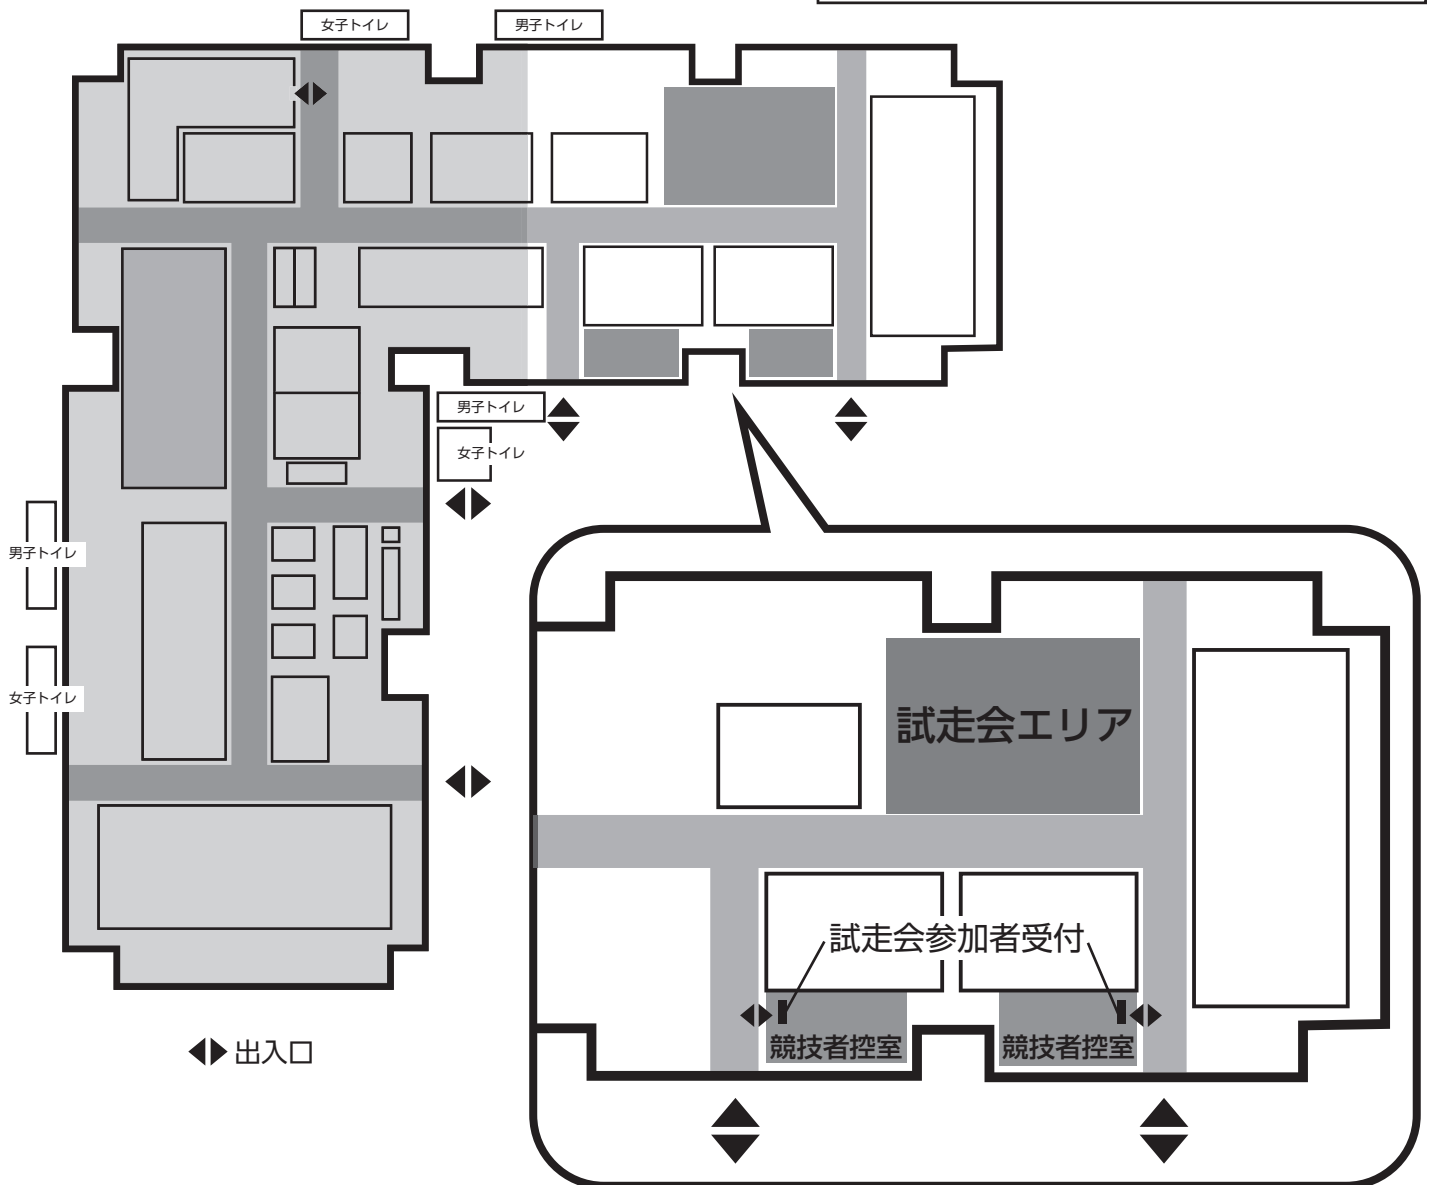 女子トイレ
男子トイレ
男子トイレ
女子トイレ
男子トイレ
女子トイレ
試走会エリア
試走会参加者受付
競技者控室
競技者控室
出入口